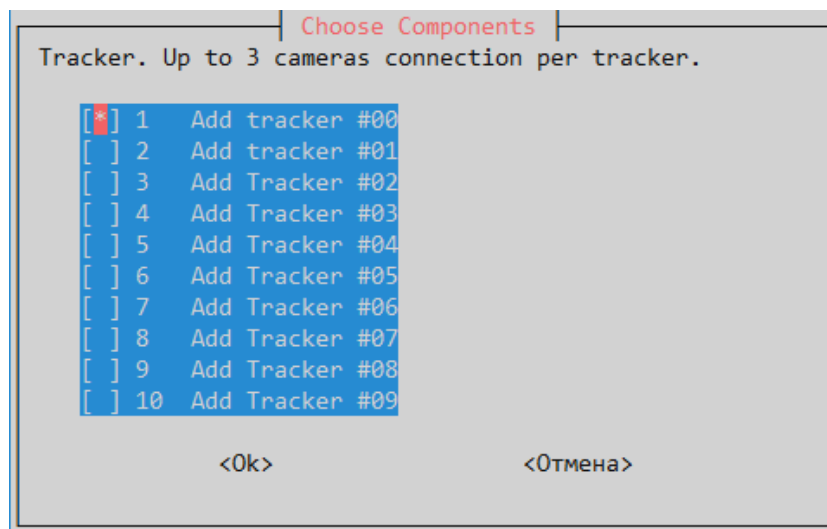 Choose Components
Tracker. Up to 3 cameras connection per tracker.
[*] 1 Add tracker #00
[ ] 2 Add tracker #01
[ ] 3 Add Tracker #02
[ ] 4 Add Tracker #03
[ ] 5 Add Tracker #04
[ ] 6 Add Tracker #05
[ ] 7 Add Tracker #06
[ ] 8 Add Tracker #07
[ ] 9 Add Tracker #08
[ ] 10 Add Tracker #09
<Ok> <Отмена>